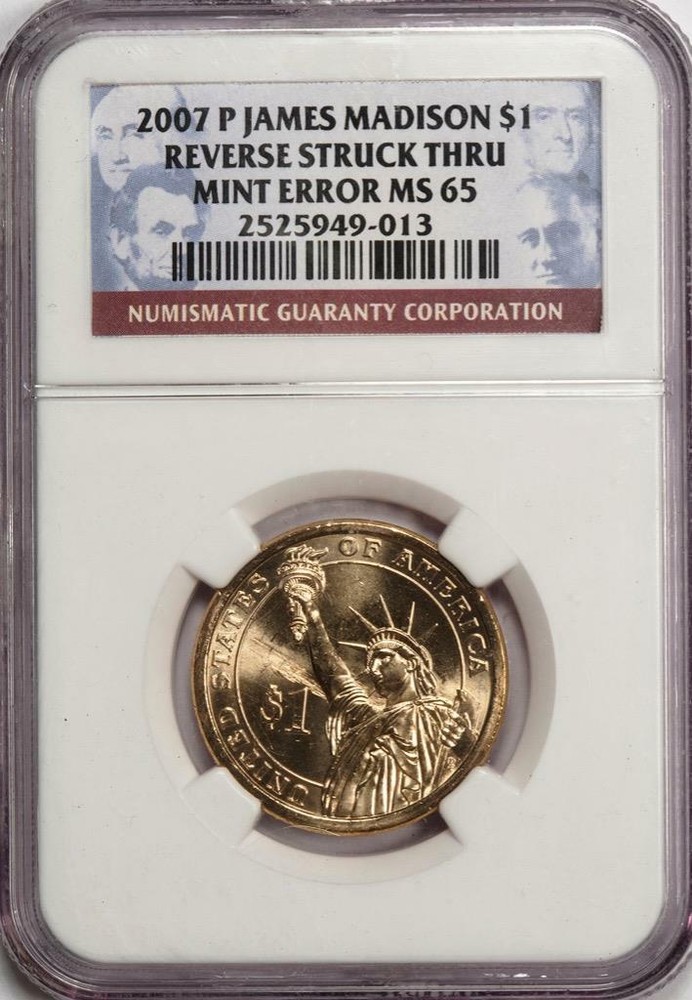 2007 P JAMES MADISON $1
REVERSE STRUCK THRU
MINT ERROR MS 65
2525949-013
NUMISMATIC GUARANTY CORPORATION
UNITED STATES OF AMERICA
$1